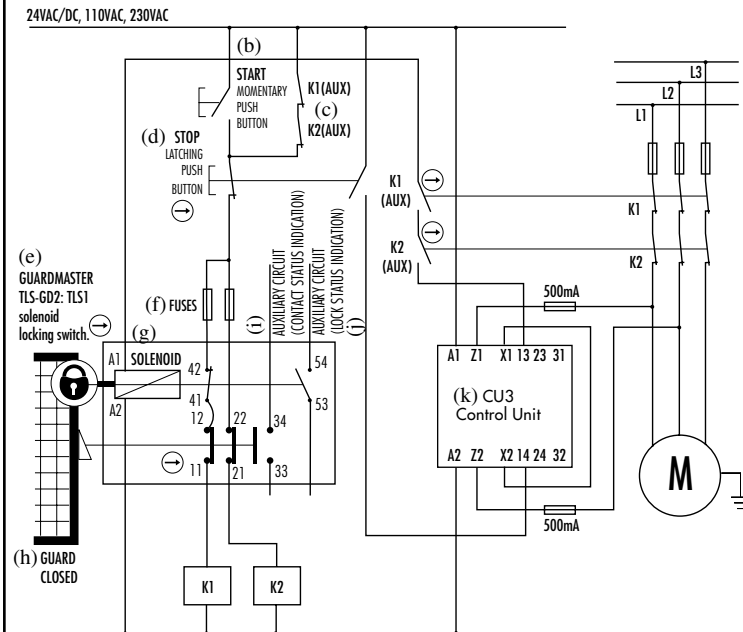 24VAC/DC, 110VAC, 230VAC
(b)
START
MOMENTARY
PUSH
BUTTON
K1(AUX)
(c)
K2(AUX)
(d) STOP
LATCHING
PUSH
BUTTON
L3
L2
L1
K1
(AUX)
K2
(AUX)
K1
K2
(e)
GUARDMASTER
TLS-GD2: TLS1
solenoid
locking switch.
(f) FUSES
(i)
AUXILIARY CIRCUIT
(CONTACT STATUS INDICATION)
AUXILIARY CIRCUIT
(LOCK STATUS INDICATION)
(j)
500mA
(g)
A1 SOLENOID
A2
42
41
12
22
34
11
21
33
54
53
A1 Z1 X1 13 23 31
(k) CU3
Control Unit
A2 Z2 X2 14 24 32
500mA
M
(h) GUARD
CLOSED
K1
K2